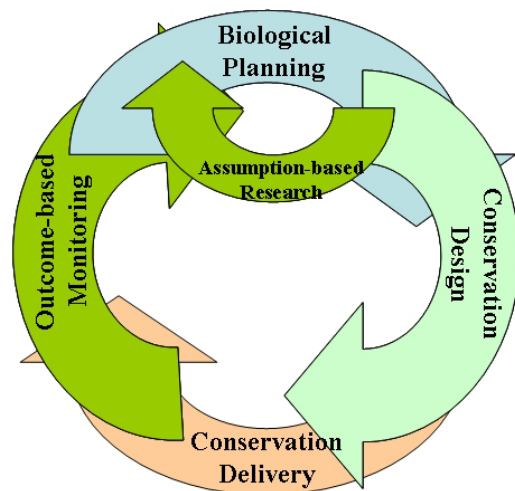 Biological
Planning
Assumption-based
Research
Conservation
Design
Conservation
Delivery
Outcome-based
Monitoring